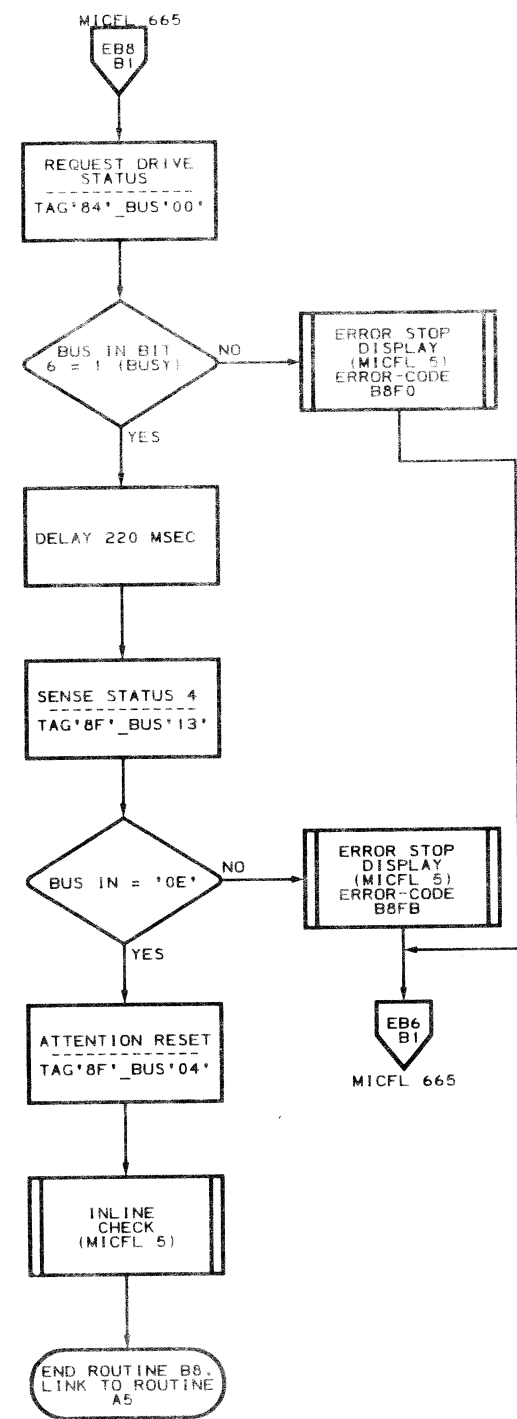 MICFL 665
EB8
B1
REQUEST DRIVE
STATUS
TAG'84'_BUS'00'
BUS IN BIT
6 = 1 (BUSY)
NO
YES
ERROR STOP
DISPLAY
(MICFL 5)
ERROR-CODE
B8F0
DELAY 220 MSEC
SENSE STATUS 4
TAG'8F'_BUS'13'
BUS IN = '0E'
NO
YES
ERROR STOP
DISPLAY
(MICFL 5)
ERROR-CODE
B8FB
EB6
B1
MICFL 665
ATTENTION RESET
TAG'8F'_BUS'04'
INLINE
CHECK
(MICFL 5)
END ROUTINE B8.
LINK TO ROUTINE
A5